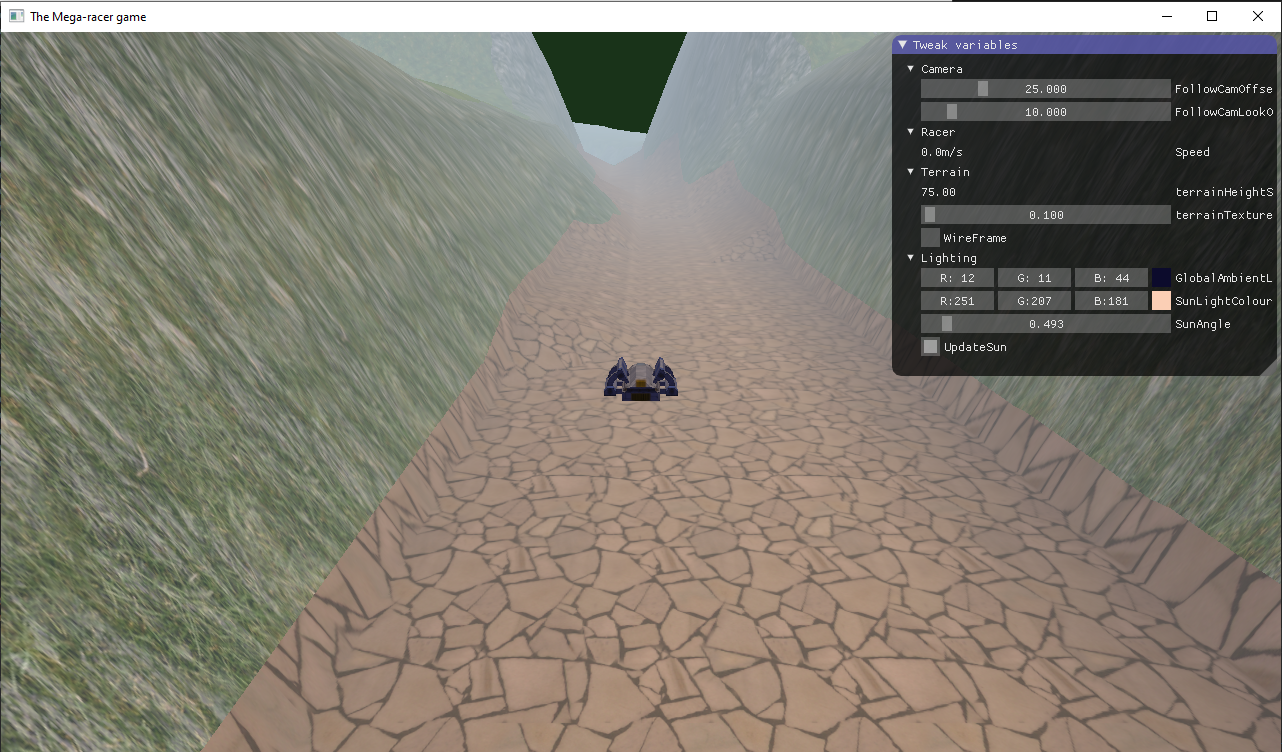 The Mega-racer game
Tweak variables
Camera
25.000 FollowCamOffse
10.000 FollowCamLookO
Racer
0.0m/s Speed
Terrain
75.00 terrainHeightS
0.100 terrainTexture
WireFrame
Lighting
R: 12 G: 11 B: 44 GlobalAmbientL
R:251 G:207 B:181 SunLightColour
0.493 SunAngle
UpdateSun